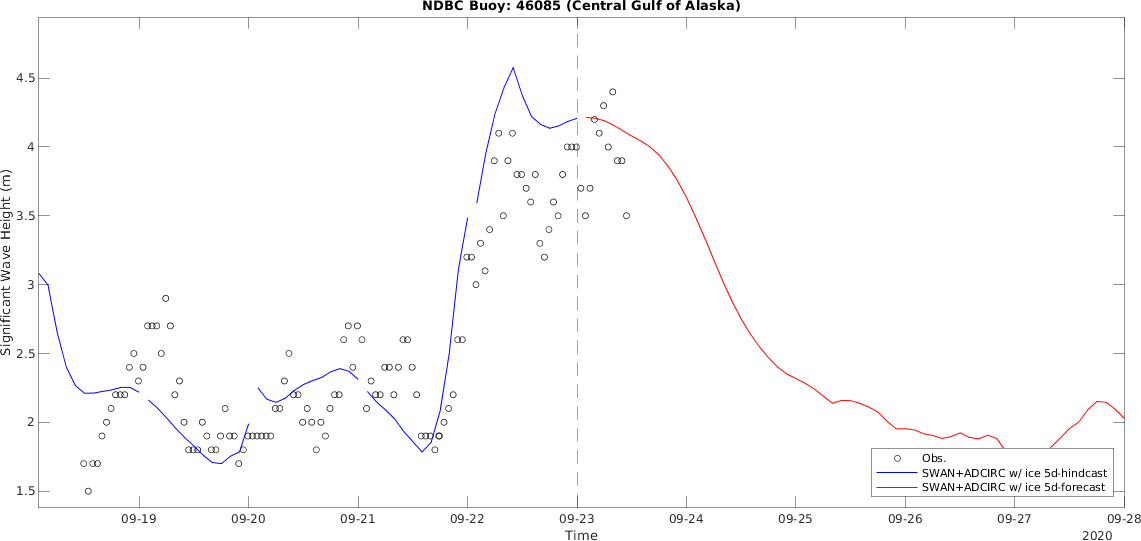 NDBC Buoy: 46085 (Central Gulf of Alaska)
Significant Wave Height (m)
4.5
4
3.5
3
2.5
2
1.5
Obs.
SWAN+ADCIRC w/ ice 5d-hindcast
SWAN+ADCIRC w/ ice 5d-forecast
09-19 09-20 09-21 09-22 09-23 09-24 09-25 09-26 09-27 09-28
Time
2020